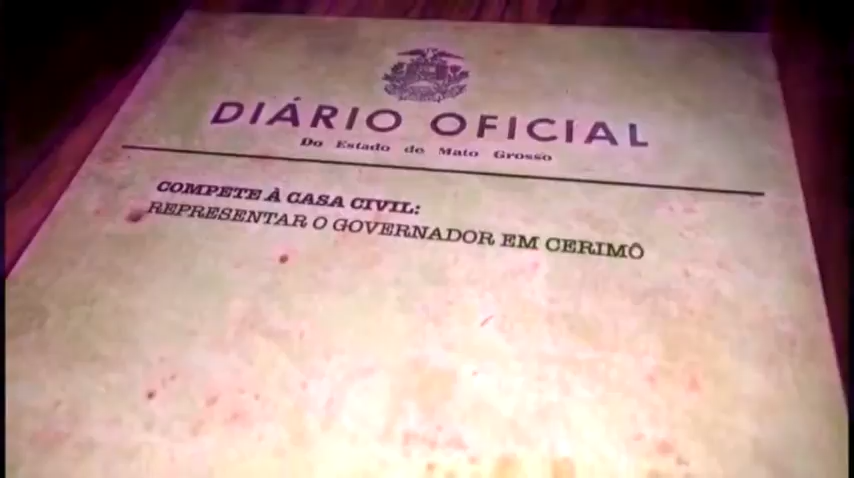 DIÁRIO OFICIAL
Do Estado de Mato Grosso
COMPETE À CASA CIVIL:
REPRESENTAR O GOVERNADOR EM CERIMÔ